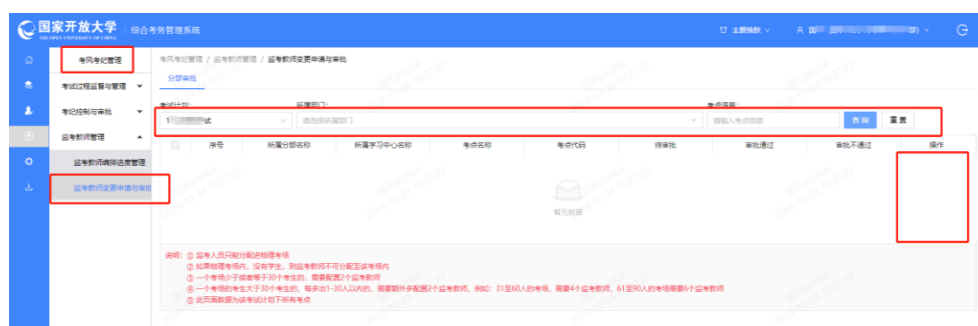 国家开放大学 综合考务管理系统
THE OPEN UNIVERSITY OF CHINA
主题换肤
考风考纪管理
考试过程监督与管理
考纪控制与审批
监考教师管理
监考教师编排进度管理
监考教师变更申请与审批
考风考纪管理 / 监考教师管理 / 监考教师变更申请与审批
分部审批
考试计划: 所属部门: 考点信息:
试 请选择所属部门 请输入考点信息 查询 重置
序号 所属分部名称 所属学习中心名称 考点名称 考点代码 待审批 审批通过 审批不通过 操作
暂无数据
说明: ① 监考人员只能分配进物理考场
② 如果物理考场内, 没有学生, 则监考教师不可分配至该考场内
③ 一个考场少于或者等于30个考生的, 需要配置2个监考教师
④ 一个考场的考生大于30个考生的, 每多出1-30人以内的, 需要额外多配置2个监考教师, 例如: 31至60人的考场, 需要4个监考教师, 61至90人的考场需要6个监考教师
⑤ 此页面数据为该考试计划下所有考点